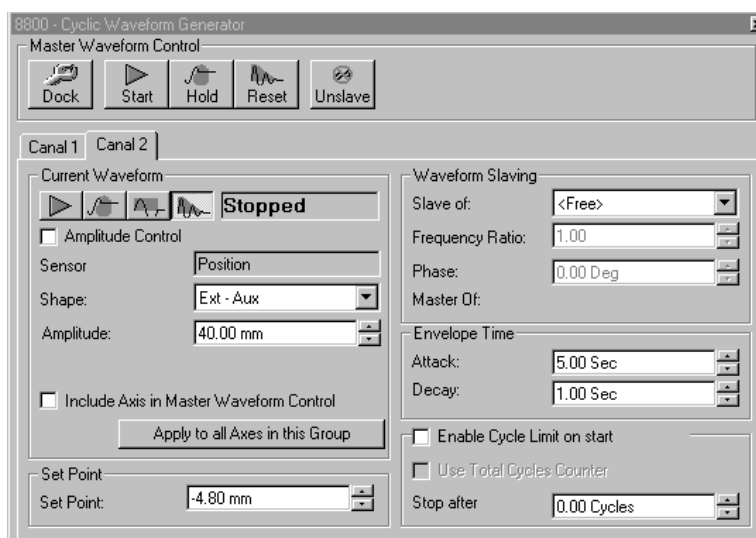 8800 - Cyclic Waveform Generator
Master Waveform Control
Dock Start Hold Reset Unslave
Canal 1 Canal 2
Current Waveform
Stopped
Amplitude Control
Sensor Position
Shape: Ext - Aux
Amplitude: 40.00 mm
Include Axis in Master Waveform Control
Apply to all Axes in this Group
Set Point
Set Point: -4.80 mm
Waveform Slaving
Slave of: <Free>
Frequency Ratio: 1.00
Phase: 0.00 Deg
Master Of:
Envelope Time
Attack: 5.00 Sec
Decay: 1.00 Sec
Enable Cycle Limit on start
Use Total Cycles Counter
Stop after 0.00 Cycles